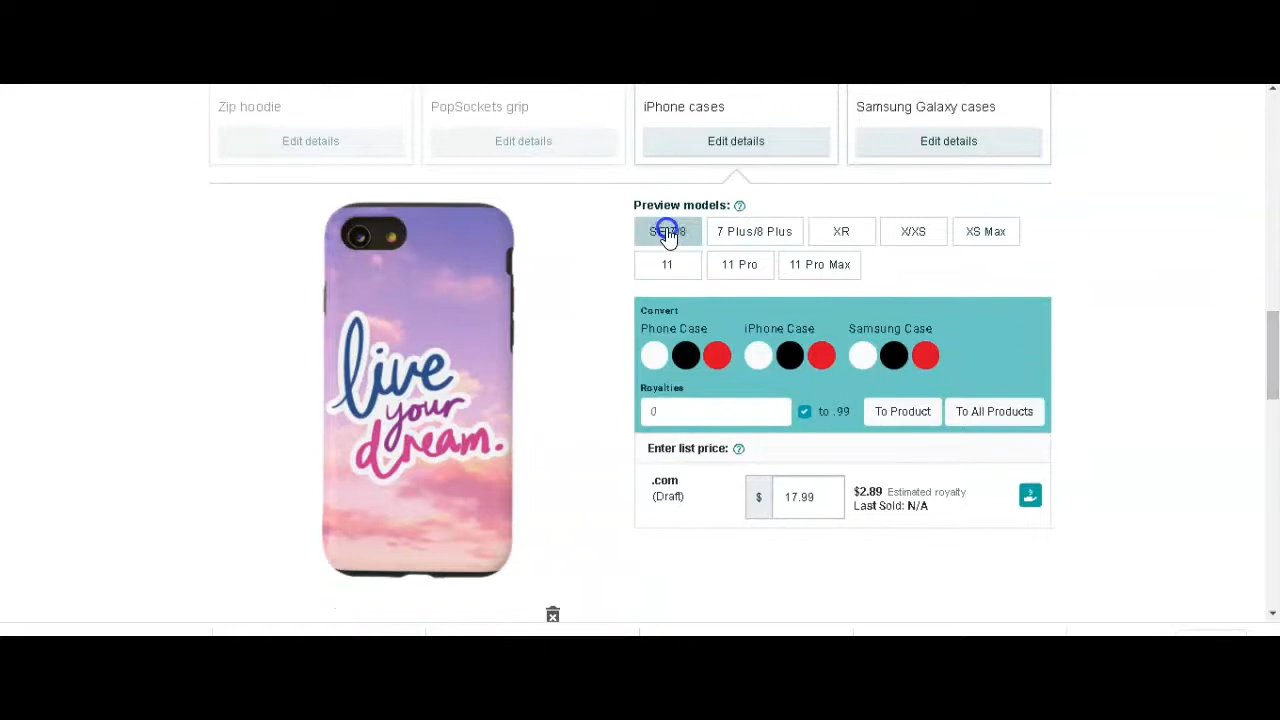 Zip hoodie
PopSockets grip
iPhone cases
Samsung Galaxy cases
Edit details
Edit details
Edit details
Edit details
Preview models:
7 Plus/8 Plus
XR
X/XS
XS Max
11
11 Pro
11 Pro Max
Convert
Phone Case
iPhone Case
Samsung Case
Royalties
0
to .99
To Product
To All Products
Enter list price:
.com
(Draft)
$ 17.99
$2.89 Estimated royalty
Last Sold: N/A
live
your
dream.